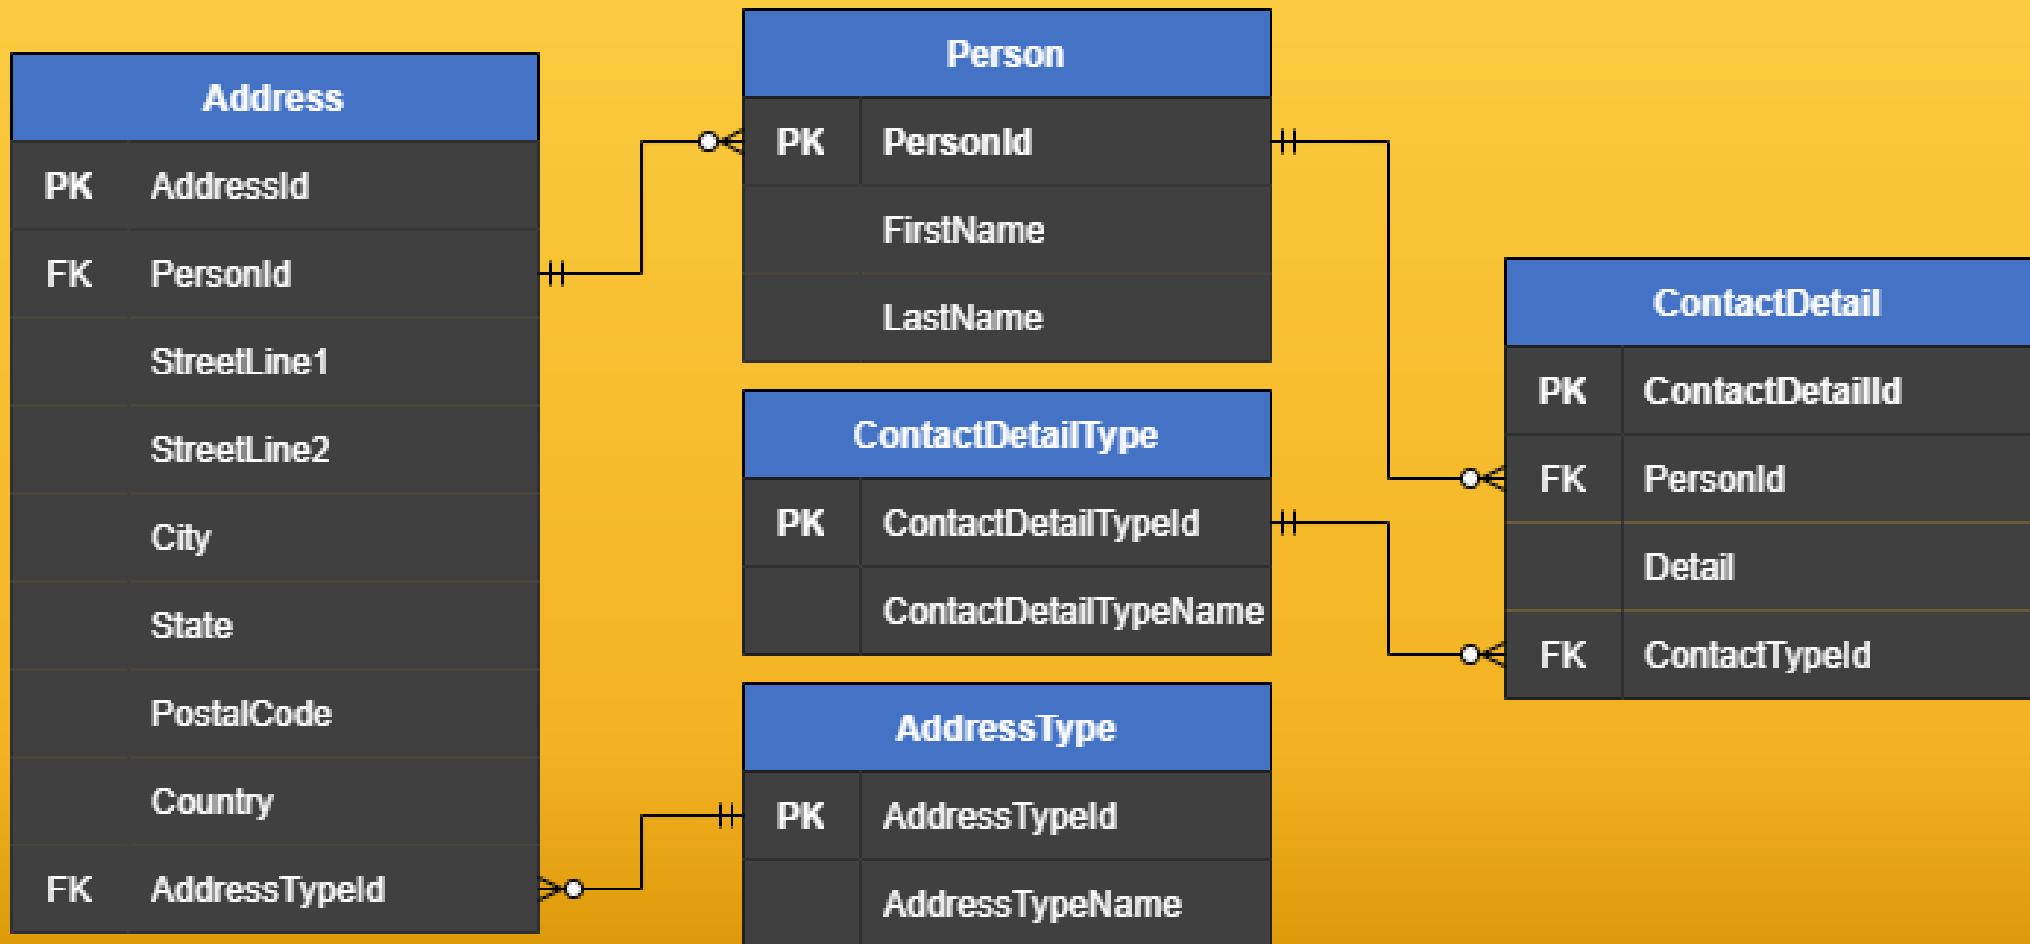 Address
PK AddressId
FK PersonId
StreetLine1
StreetLine2
City
State
PostalCode
Country
FK AddressTypeId
Person
PK PersonId
FirstName
LastName
ContactDetailType
PK ContactDetailTypeId
ContactDetailTypeName
AddressType
PK AddressTypeId
AddressTypeName
ContactDetail
PK ContactDetailId
FK PersonId
Detail
FK ContactTypeId